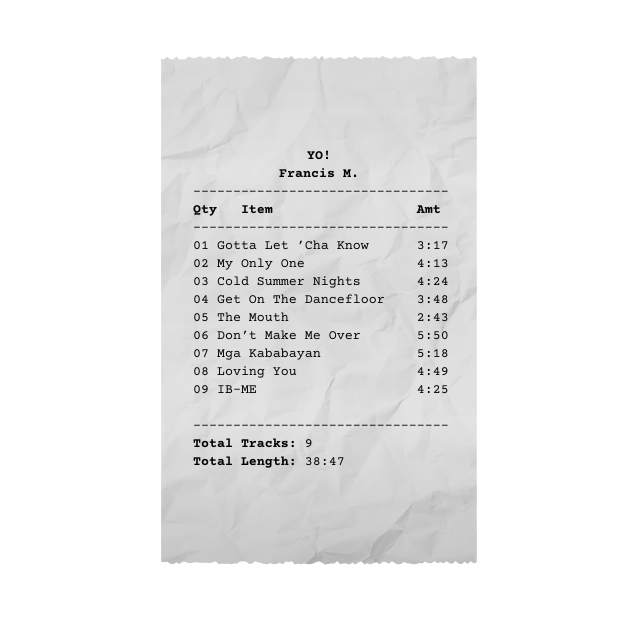 YO!
Francis M.
--------------------------------
Qty Item Amt
--------------------------------
01 Gotta Let ’Cha Know 3:17
02 My Only One 4:13
03 Cold Summer Nights 4:24
04 Get On The Dancefloor 3:48
05 The Mouth 2:43
06 Don’t Make Me Over 5:50
07 Mga Kababayan 5:18
08 Loving You 4:49
09 IB-ME 4:25
--------------------------------
Total Tracks: 9
Total Length: 38:47